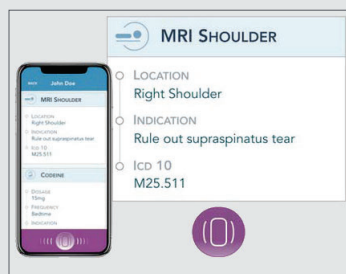 MRI SHOULDER
LOCATION
Right Shoulder
INDICATION
Rule out supraspinatus tear
ICD 10
M25.511
John Doe
MRI SHOULDER
LOCATION
Right Shoulder
INDICATION
Rule out supraspinatus tear
ICD 10
M25.511
CODEINE
DOSAGE
10mg
FREQUENCY
Bedtime
INDICATION